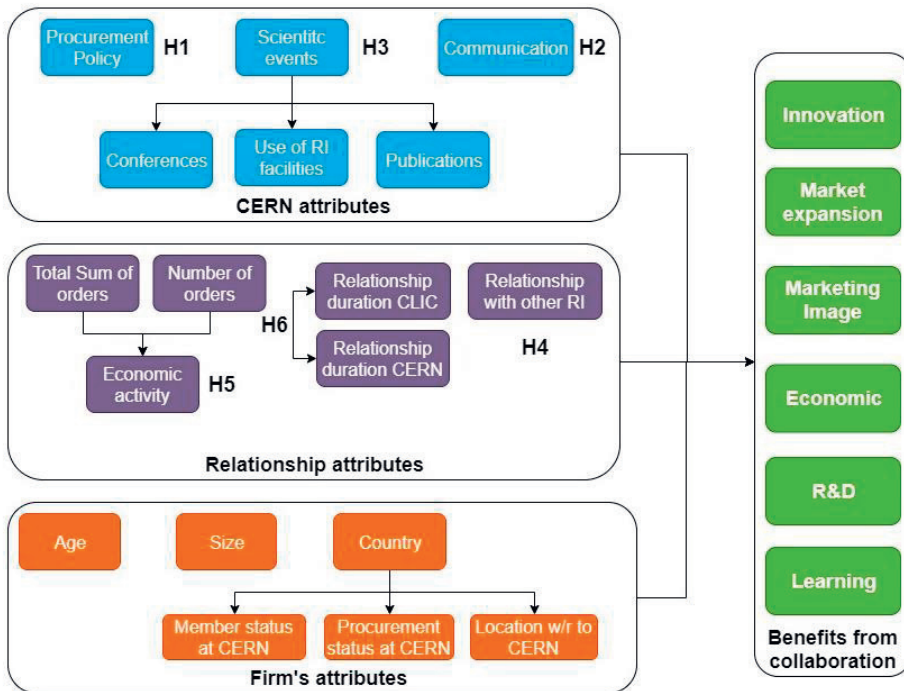 Procurement
Policy
H1
Scientitc
events
H3
Communication
H2
Conferences
Use of RI
facilities
Publications
CERN attributes
Total Sum of
orders
Number of
orders
Economic
activity
H5
H6
Relationship
duration CLIC
Relationship
duration CERN
Relationship
with other RI
H4
Relationship attributes
Age
Size
Country
Member status
at CERN
Procurement
status at CERN
Location w/r to
CERN
Firm's attributes
Innovation
Market
expansion
Marketing
Image
Economic
R&D
Learning
Benefits from
collaboration